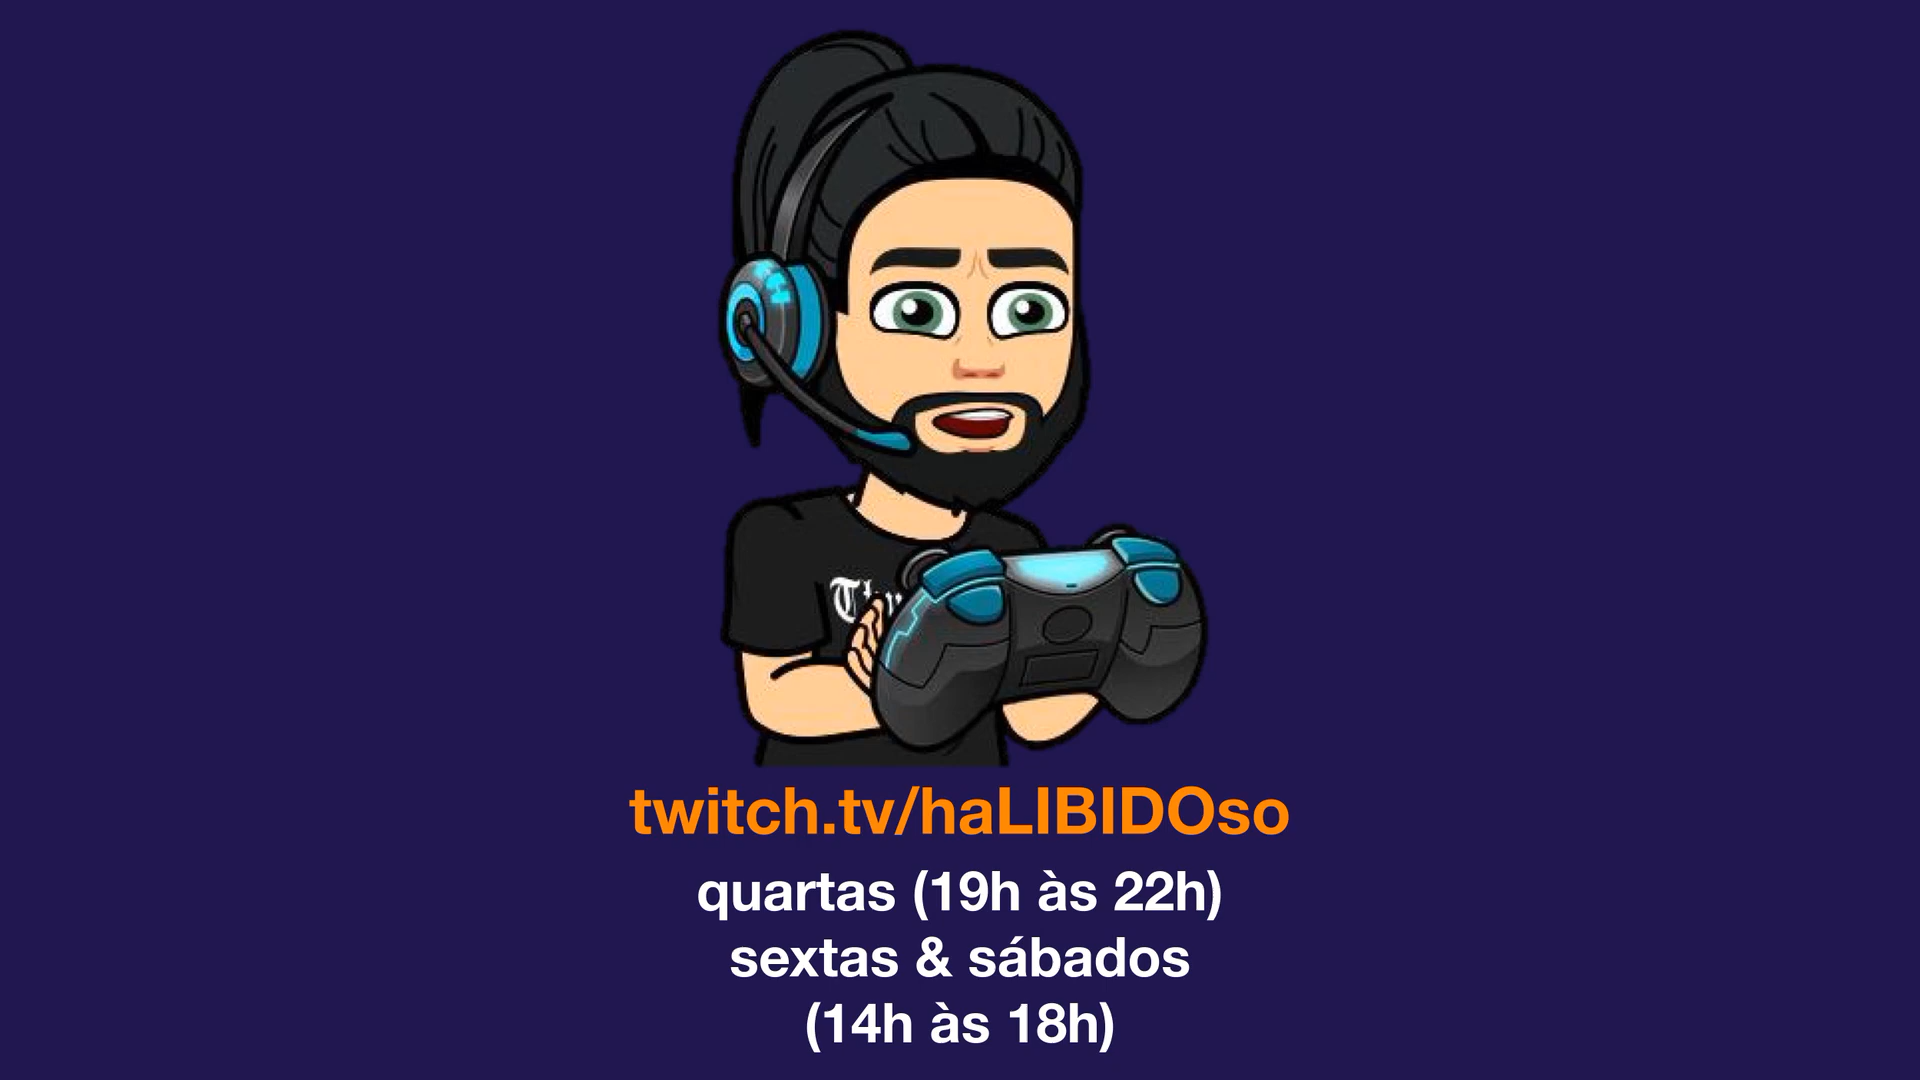 twitch.tv/haLIBIDOso
quartas (19h às 22h)
sextas & sábados
(14h às 18h)